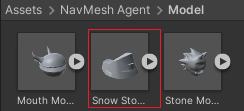 Assets › NavMesh Agent › Model
Mouth Mo... Snow Sto... Stone Mo...